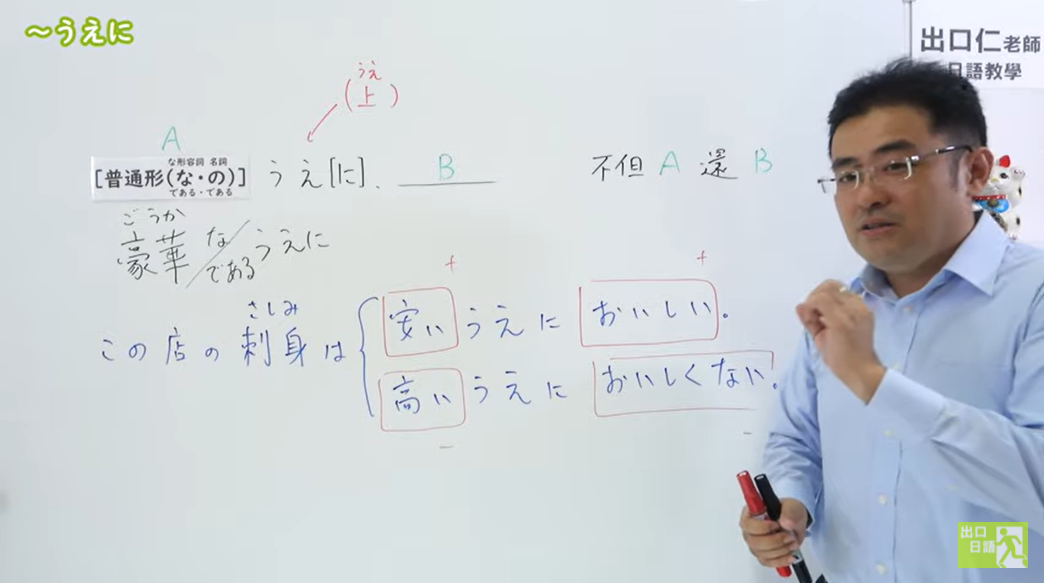 ～うえに
出口仁老師
日語教學
うえ
(上)
A
な形容詞 名詞
[普通形(な・の)] うえ[に]、 B
である・である
不但 A 還 B
ごうか
豪華 な/である うえに
+ +
さしみ
この店の刺身は
安いうえにおいしい。
高いうえにおいしくない。
− −
出口
日語